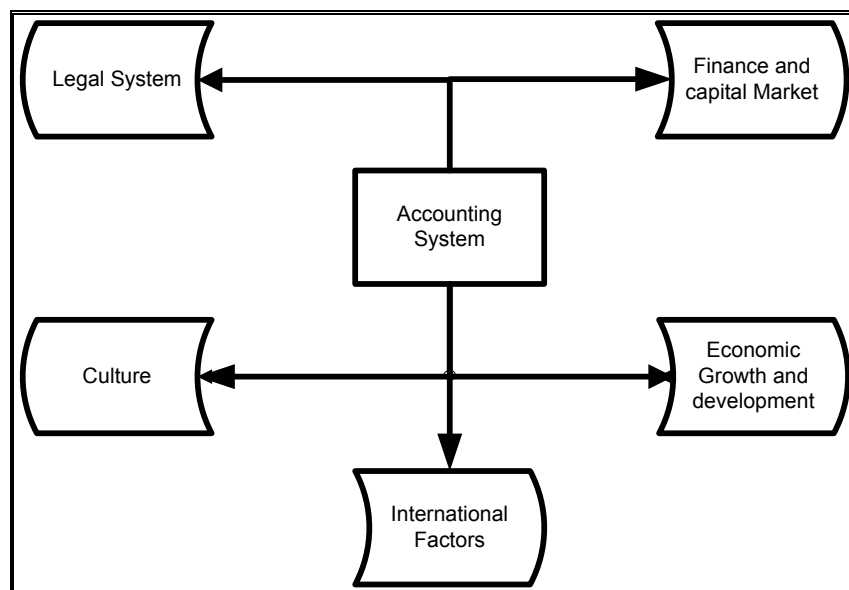 Legal System
Finance and
capital Market
Accounting
System
Culture
Economic
Growth and
development
International
Factors